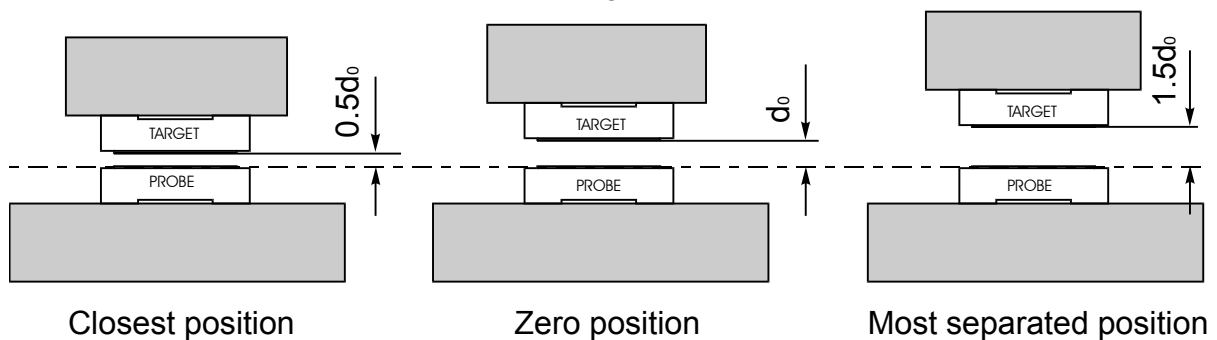 0.5d₀
TARGET
PROBE
Closest position
d₀
TARGET
PROBE
Zero position
1.5d₀
TARGET
PROBE
Most separated position